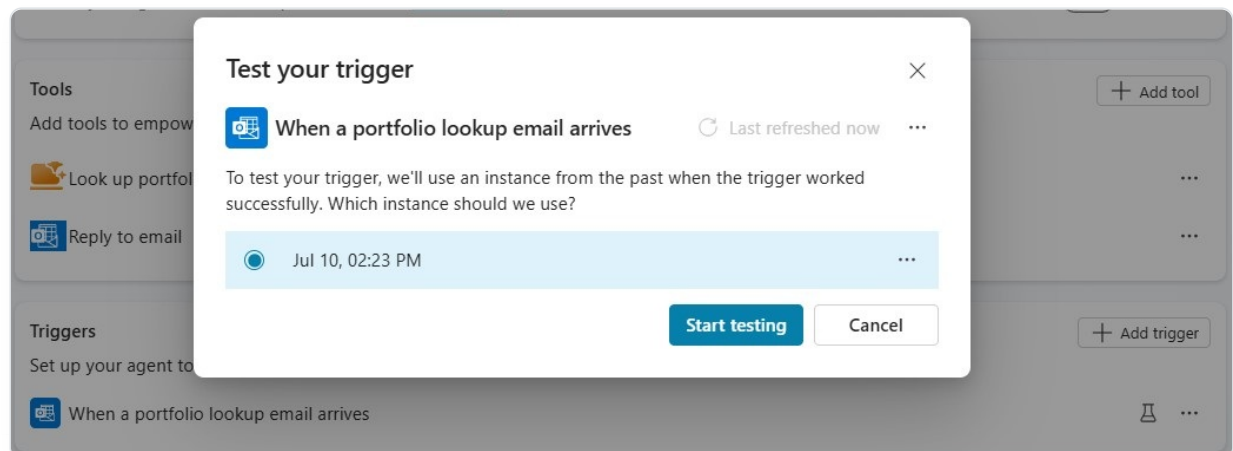 Test your trigger
Tools
+ Add tool
Add tools to empow
When a portfolio lookup email arrives
Last refreshed now
To test your trigger, we'll use an instance from the past when the trigger worked
successfully. Which instance should we use?
Look up portfol
Reply to email
Jul 10, 02:23 PM
Start testing
Cancel
Triggers
+ Add trigger
Set up your agent to
When a portfolio lookup email arrives